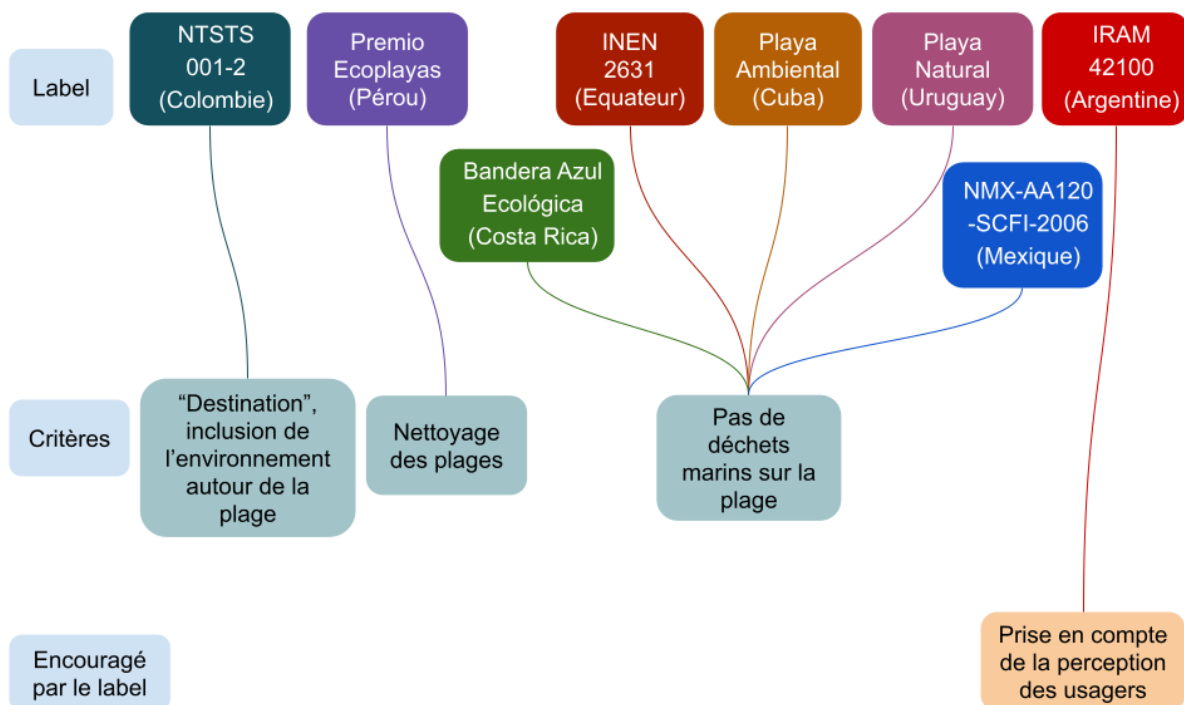 Label
NTSTS
001-2
(Colombie)
Premio
Ecoplayas
(Pérou)
INEN
2631
(Equateur)
Playa
Ambiental
(Cuba)
Playa
Natural
(Uruguay)
IRAM
42100
(Argentine)
Bandera Azul
Ecológica
(Costa Rica)
NMX-AA120
-SCFI-2006
(Mexique)
Critères
“Destination”,
inclusion de
l’environnement
autour de la
plage
Nettoyage
des plages
Pas de
déchets
marins sur la
plage
Encouragé
par le label
Prise en compte
de la perception
des usagers